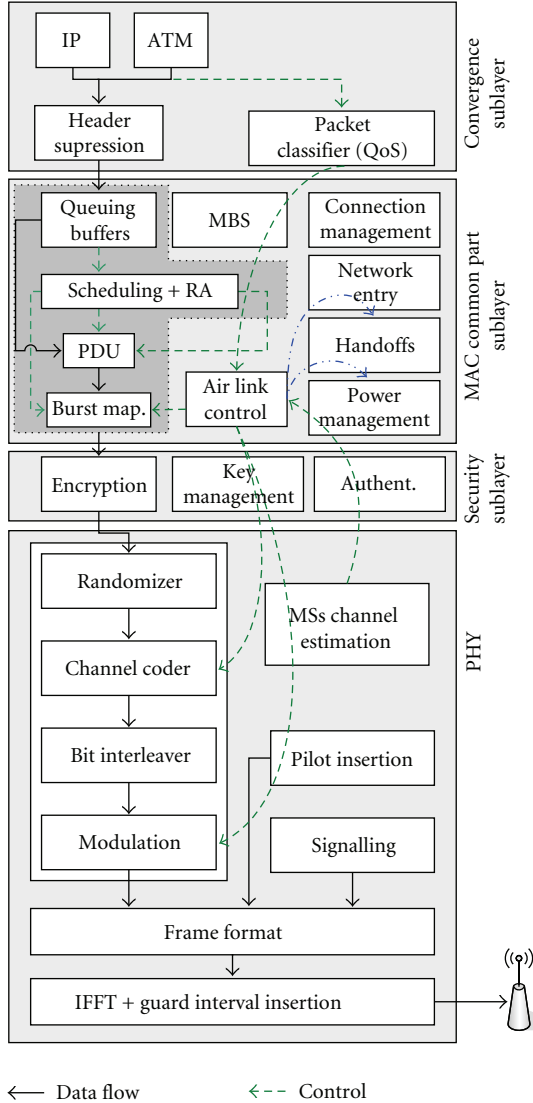 IP
ATM
Header
supression
Packet
classifier (QoS)
Convergence
sublayer
Queuing
buffers
MBS
Connection
management
Scheduling + RA
Network
entry
PDU
Handoffs
Burst map.
Air link
control
Power
management
MAC common part
sublayer
Encryption
Key
management
Authent.
Security
sublayer
Randomizer
MSs channel
estimation
Channel coder
Bit interleaver
Pilot insertion
Modulation
Signalling
Frame format
IFFT + guard interval insertion
PHY
Data flow
Control